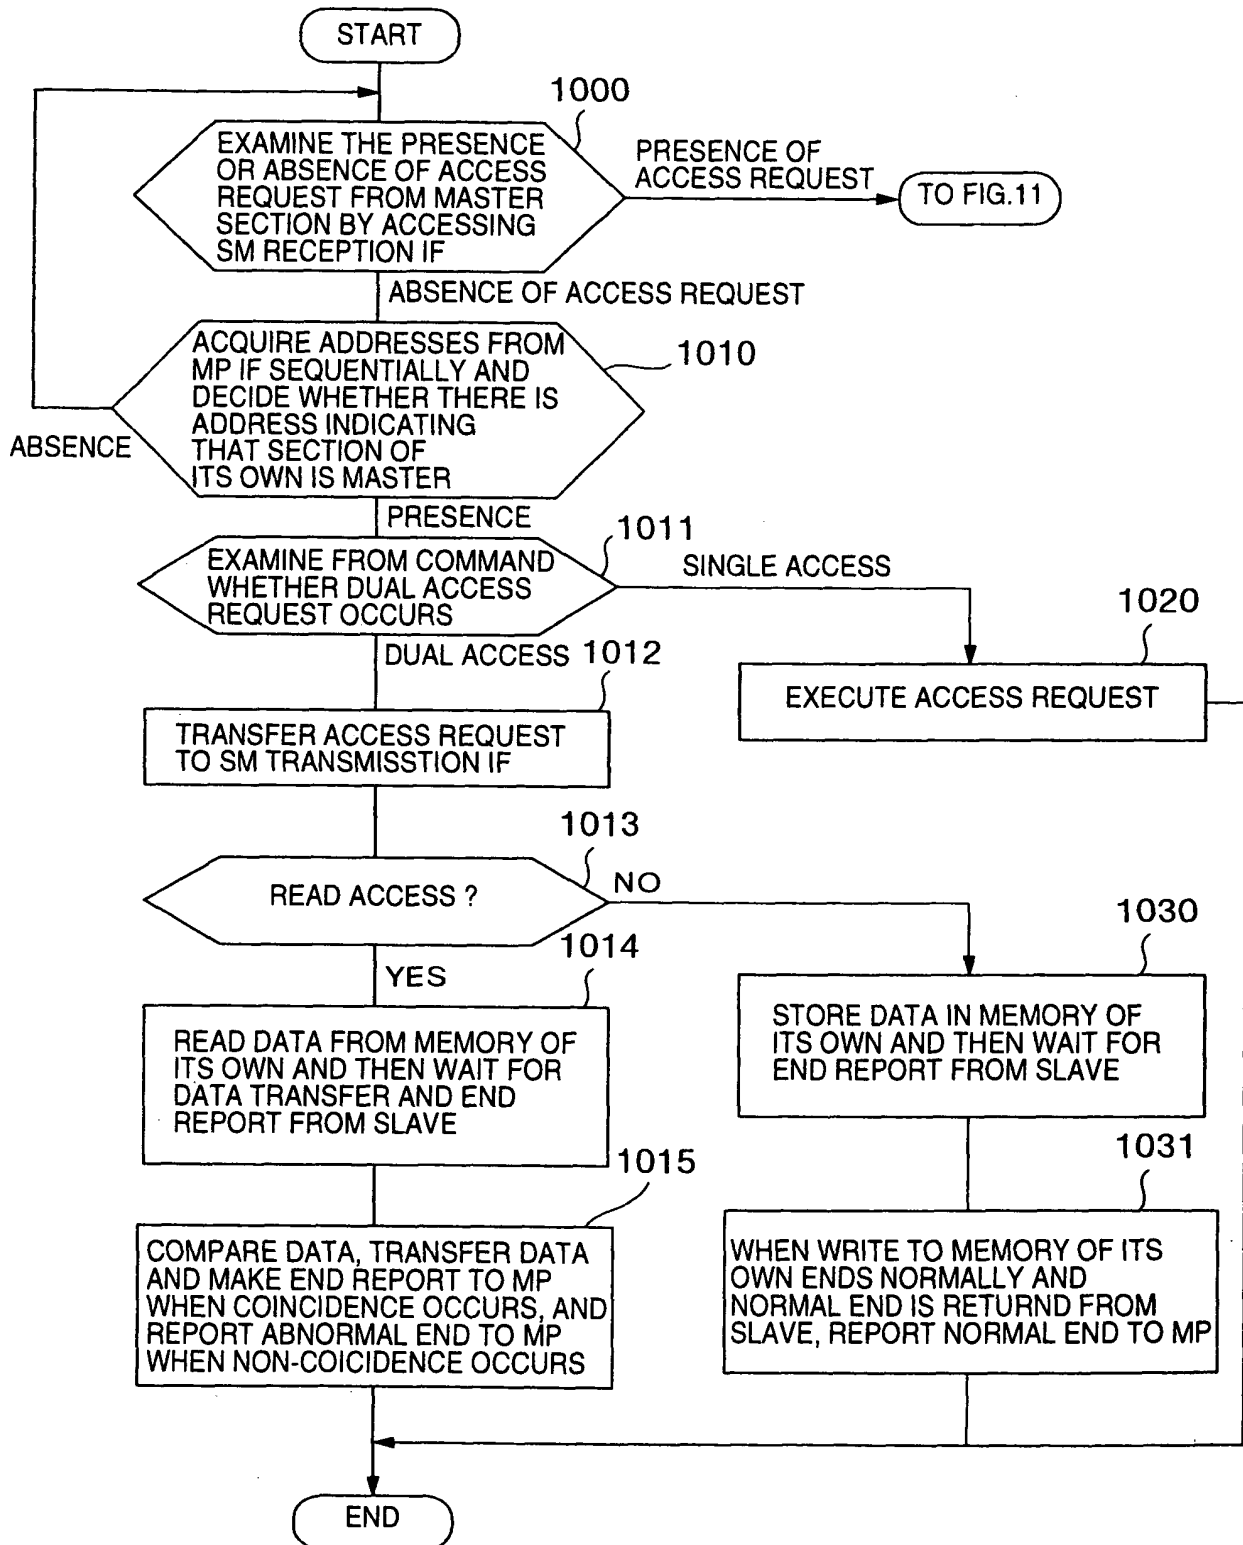 START
1000
EXAMINE THE PRESENCE
OR ABSENCE OF ACCESS
REQUEST FROM MASTER
SECTION BY ACCESSING
SM RECEPTION IF
PRESENCE OF
ACCESS REQUEST
TO FIG.11
ABSENCE OF ACCESS REQUEST
1010
ACQUIRE ADDRESSES FROM
MP IF SEQUENTIALLY AND
DECIDE WHETHER THERE IS
ADDRESS INDICATING
THAT SECTION OF
ITS OWN IS MASTER
ABSENCE
PRESENCE
1011
EXAMINE FROM COMMAND
WHETHER DUAL ACCESS
REQUEST OCCURS
SINGLE ACCESS
1020
EXECUTE ACCESS REQUEST
DUAL ACCESS
1012
TRANSFER ACCESS REQUEST
TO SM TRANSMISSTION IF
1013
READ ACCESS ?
NO
YES
1014
READ DATA FROM MEMORY OF
ITS OWN AND THEN WAIT FOR
DATA TRANSFER AND END
REPORT FROM SLAVE
1030
STORE DATA IN MEMORY OF
ITS OWN AND THEN WAIT FOR
END REPORT FROM SLAVE
1015
COMPARE DATA, TRANSFER DATA
AND MAKE END REPORT TO MP
WHEN COINCIDENCE OCCURS, AND
REPORT ABNORMAL END TO MP
WHEN NON-COICIDENCE OCCURS
1031
WHEN WRITE TO MEMORY OF ITS
OWN ENDS NORMALLY AND
NORMAL END IS RETURND FROM
SLAVE, REPORT NORMAL END TO MP
END